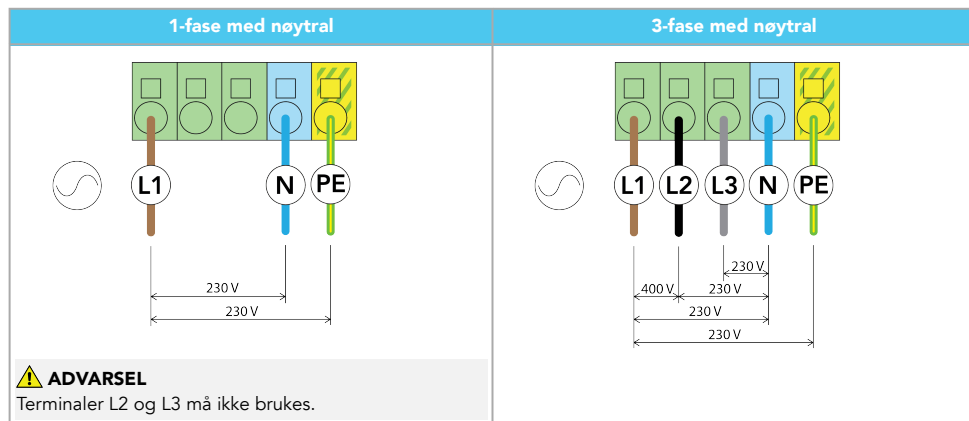 1-fase med nøytral
L1
N
PE
230 V
230 V
ADVARSEL
Terminaler L2 og L3 må ikke brukes.
3-fase med nøytral
L1
L2
L3
N
PE
230 V
400 V
230 V
230 V
230 V